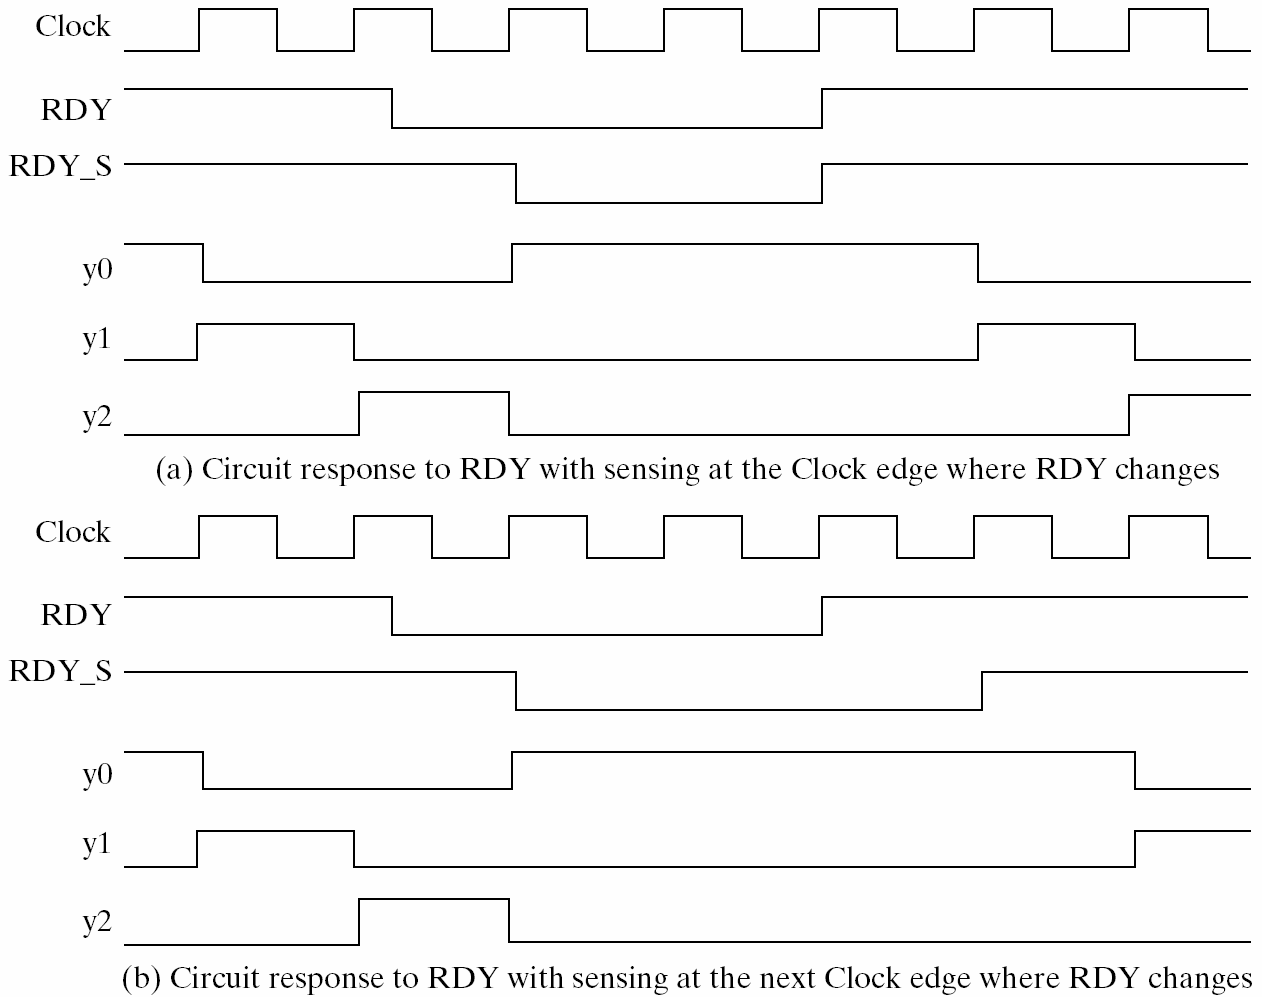 Clock
RDY
RDY_S
y0
y1
y2
(a) Circuit response to RDY with sensing at the Clock edge where RDY changes
Clock
RDY
RDY_S
y0
y1
y2
(b) Circuit response to RDY with sensing at the next Clock edge where RDY changes